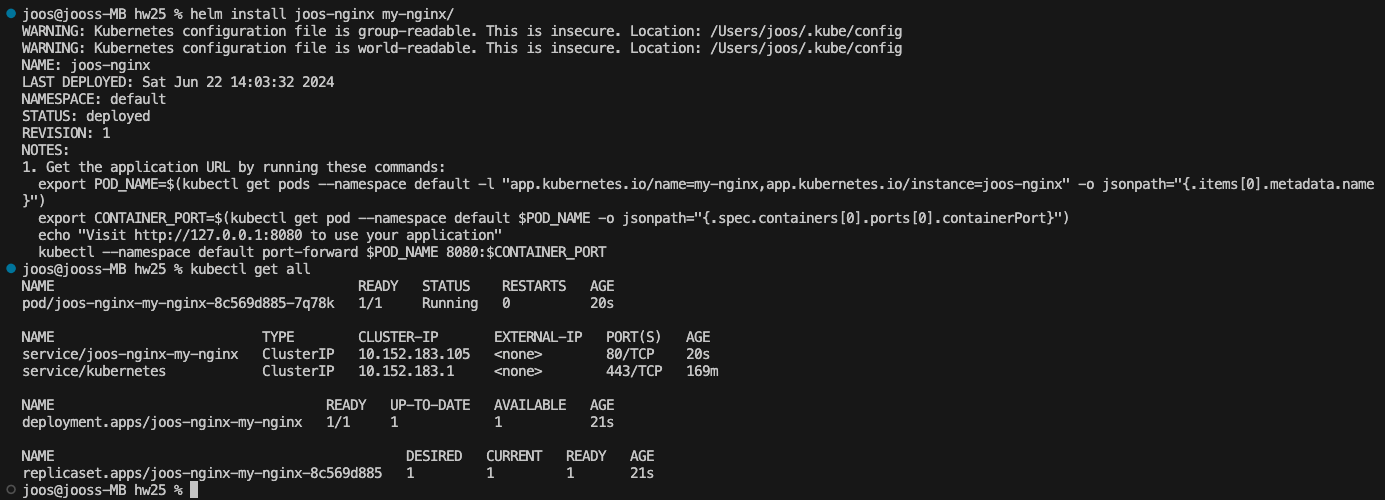 joos@jooss-MB hw25 % helm install joos-nginx my-nginx/
WARNING: Kubernetes configuration file is group-readable. This is insecure. Location: /Users/joos/.kube/config
WARNING: Kubernetes configuration file is world-readable. This is insecure. Location: /Users/joos/.kube/config
NAME: joos-nginx
LAST DEPLOYED: Sat Jun 22 14:03:32 2024
NAMESPACE: default
STATUS: deployed
REVISION: 1
NOTES:
1. Get the application URL by running these commands:
  export POD_NAME=$(kubectl get pods --namespace default -l "app.kubernetes.io/name=my-nginx,app.kubernetes.io/instance=joos-nginx" -o jsonpath="{.items[0].metadata.name
}")
  export CONTAINER_PORT=$(kubectl get pod --namespace default $POD_NAME -o jsonpath="{.spec.containers[0].ports[0].containerPort}")
  echo "Visit http://127.0.0.1:8080 to use your application"
  kubectl --namespace default port-forward $POD_NAME 8080:$CONTAINER_PORT
joos@jooss-MB hw25 % kubectl get all
NAME                                      READY   STATUS    RESTARTS   AGE
pod/joos-nginx-my-nginx-8c569d885-7q78k   1/1     Running   0          20s

NAME                          TYPE        CLUSTER-IP       EXTERNAL-IP   PORT(S)   AGE
service/joos-nginx-my-nginx   ClusterIP   10.152.183.105   <none>        80/TCP    20s
service/kubernetes            ClusterIP   10.152.183.1     <none>        443/TCP   169m

NAME                                  READY   UP-TO-DATE   AVAILABLE   AGE
deployment.apps/joos-nginx-my-nginx   1/1     1            1           21s

NAME                                            DESIRED   CURRENT   READY   AGE
replicaset.apps/joos-nginx-my-nginx-8c569d885   1         1         1       21s
joos@jooss-MB hw25 %